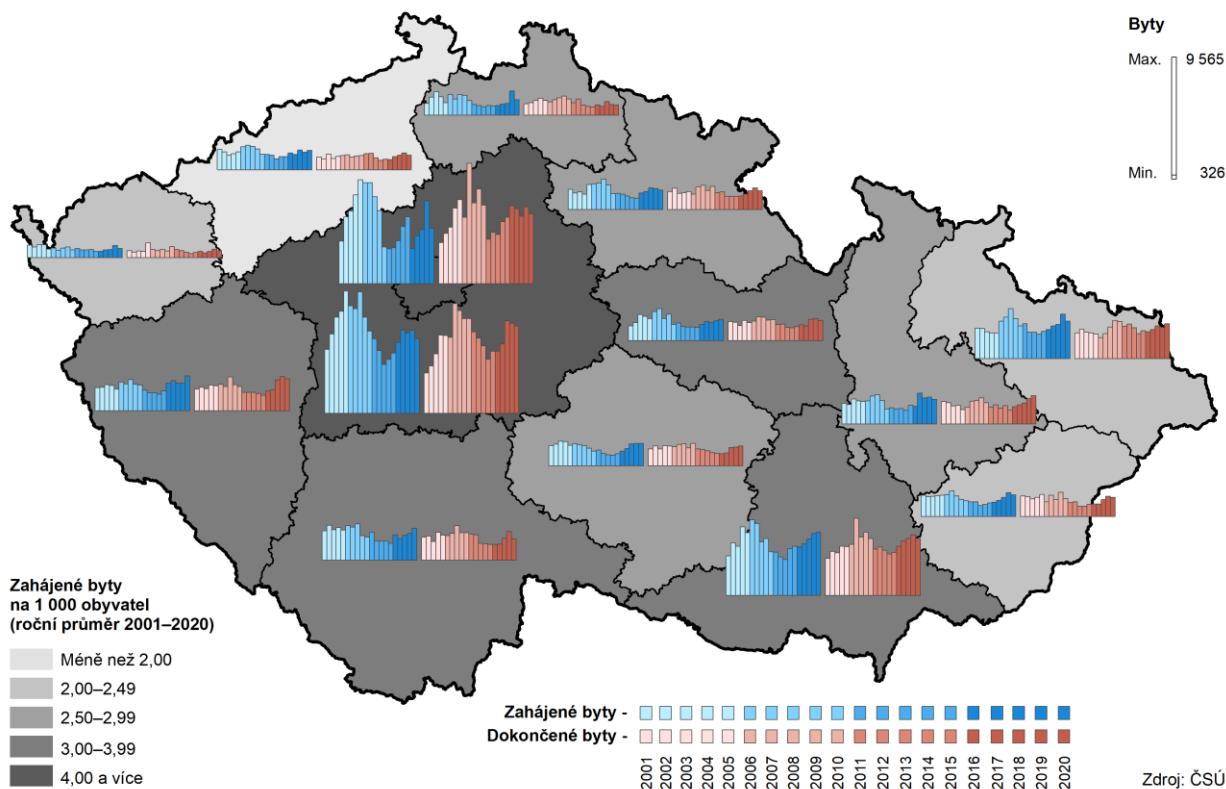 Byty
Max. 9 565
Min. 326
Zahájené byty
na 1 000 obyvatel
(roční průměr 2001–2020)
Méně než 2,00
2,00–2,49
2,50–2,99
3,00–3,99
4,00 a více
Zahájené byty -
Dokončené byty -
2001 2002 2003 2004 2005 2006 2007 2008 2009 2010 2011 2012 2013 2014 2015 2016 2017 2018 2019 2020
Zdroj: ČSÚ